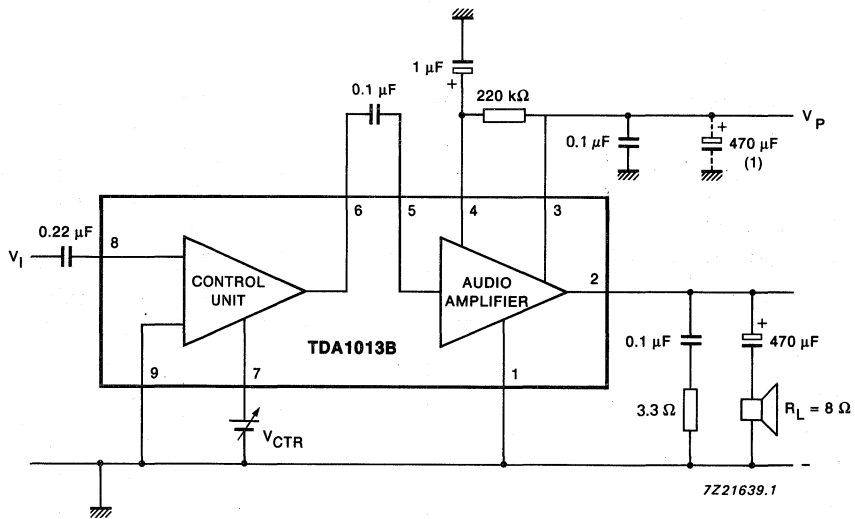 1 µF
+
0.1 µF
220 kΩ
V_P
0.1 µF
+
470 µF
(1)
6
5
4
3
0.22 µF
8
V_I
CONTROL
UNIT
AUDIO
AMPLIFIER
2
TDA1013B
9
7
1
+
0.1 µF
470 µF
3.3 Ω
R_L = 8 Ω
V_CTR
–
7Z21639.1